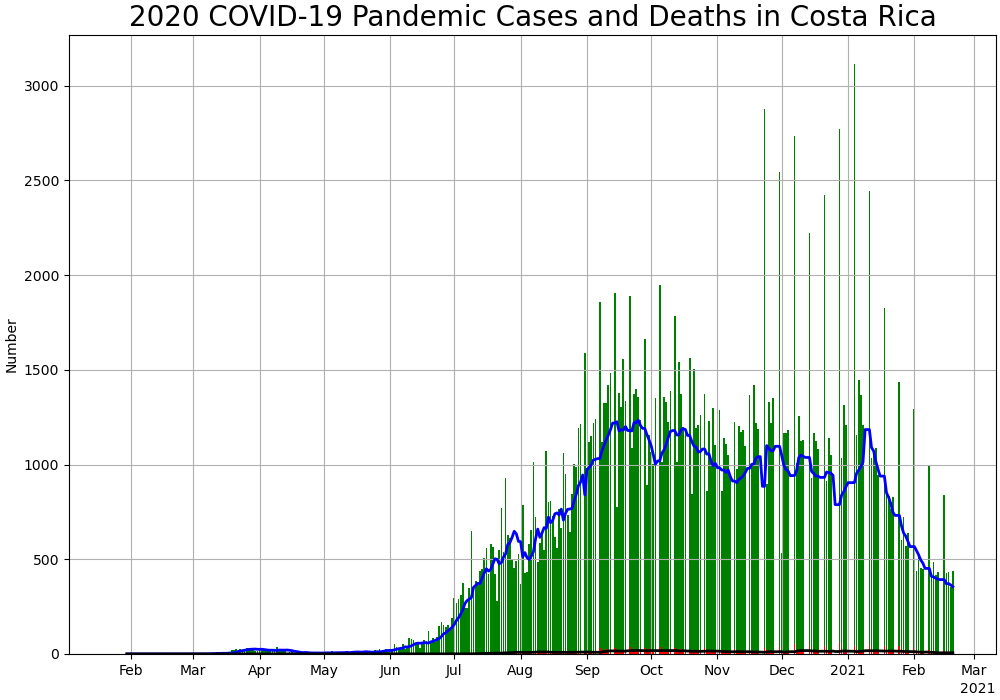 2020 COVID-19 Pandemic Cases and Deaths in Costa Rica
3000
2500
2000
1500
1000
500
0
Number
Feb Mar Apr May Jun Jul Aug Sep Oct Nov Dec 2021 Feb Mar
2021